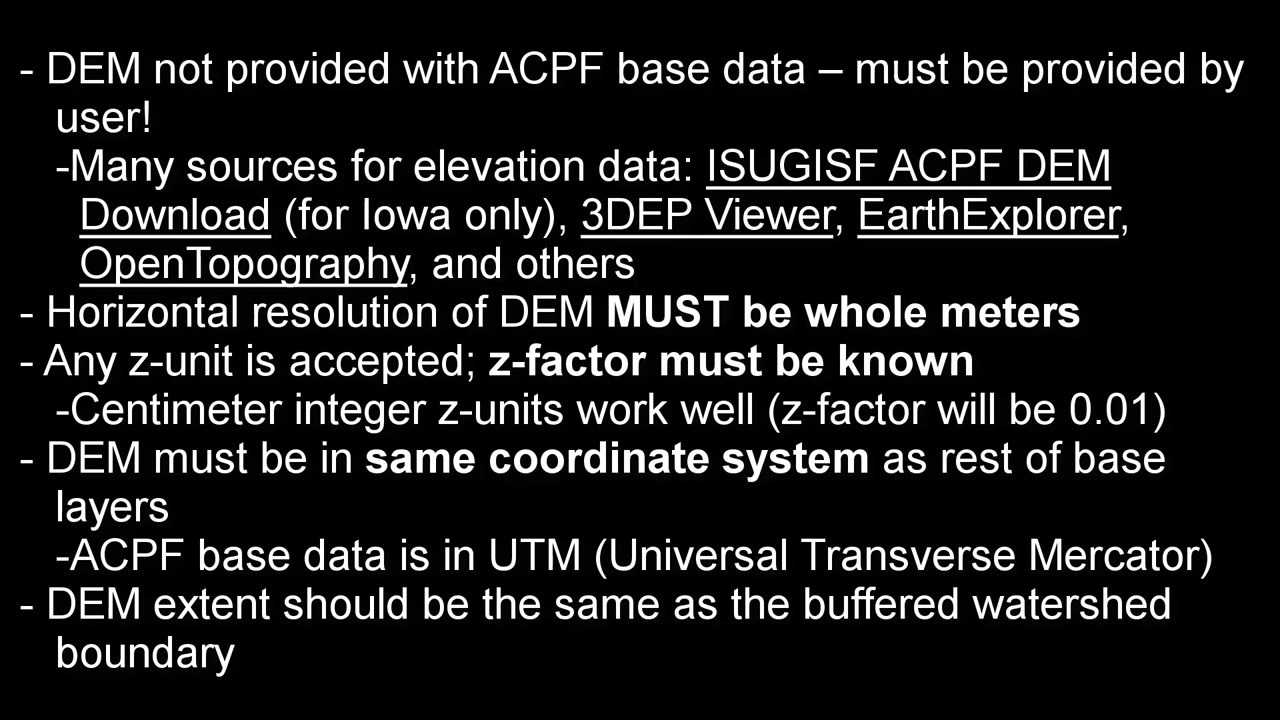 - DEM not provided with ACPF base data – must be provided by
user!
-Many sources for elevation data: ISUGISF ACPF DEM
Download (for Iowa only), 3DEP Viewer, EarthExplorer,
OpenTopography, and others
- Horizontal resolution of DEM MUST be whole meters
- Any z-unit is accepted; z-factor must be known
-Centimeter integer z-units work well (z-factor will be 0.01)
- DEM must be in same coordinate system as rest of base
layers
-ACPF base data is in UTM (Universal Transverse Mercator)
- DEM extent should be the same as the buffered watershed
boundary